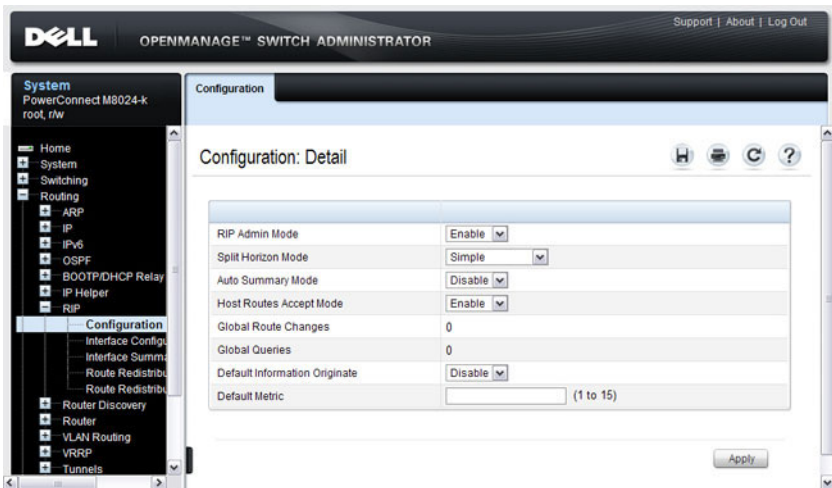 DELL
OPENMANAGE™ SWITCH ADMINISTRATOR
Support | About | Log Out
System
PowerConnect M8024-k
root, r/w
Home
System
Switching
Routing
ARP
IP
IPv6
OSPF
BOOTP/DHCP Relay
IP Helper
RIP
Configuration
Interface Configu
Interface Summa
Route Redistribu
Route Redistribu
Router Discovery
Router
VLAN Routing
VRRP
Tunnels
Configuration
Configuration: Detail
RIP Admin Mode Enable
Split Horizon Mode Simple
Auto Summary Mode Disable
Host Routes Accept Mode Enable
Global Route Changes 0
Global Queries 0
Default Information Originate Disable
Default Metric (1 to 15)
Apply